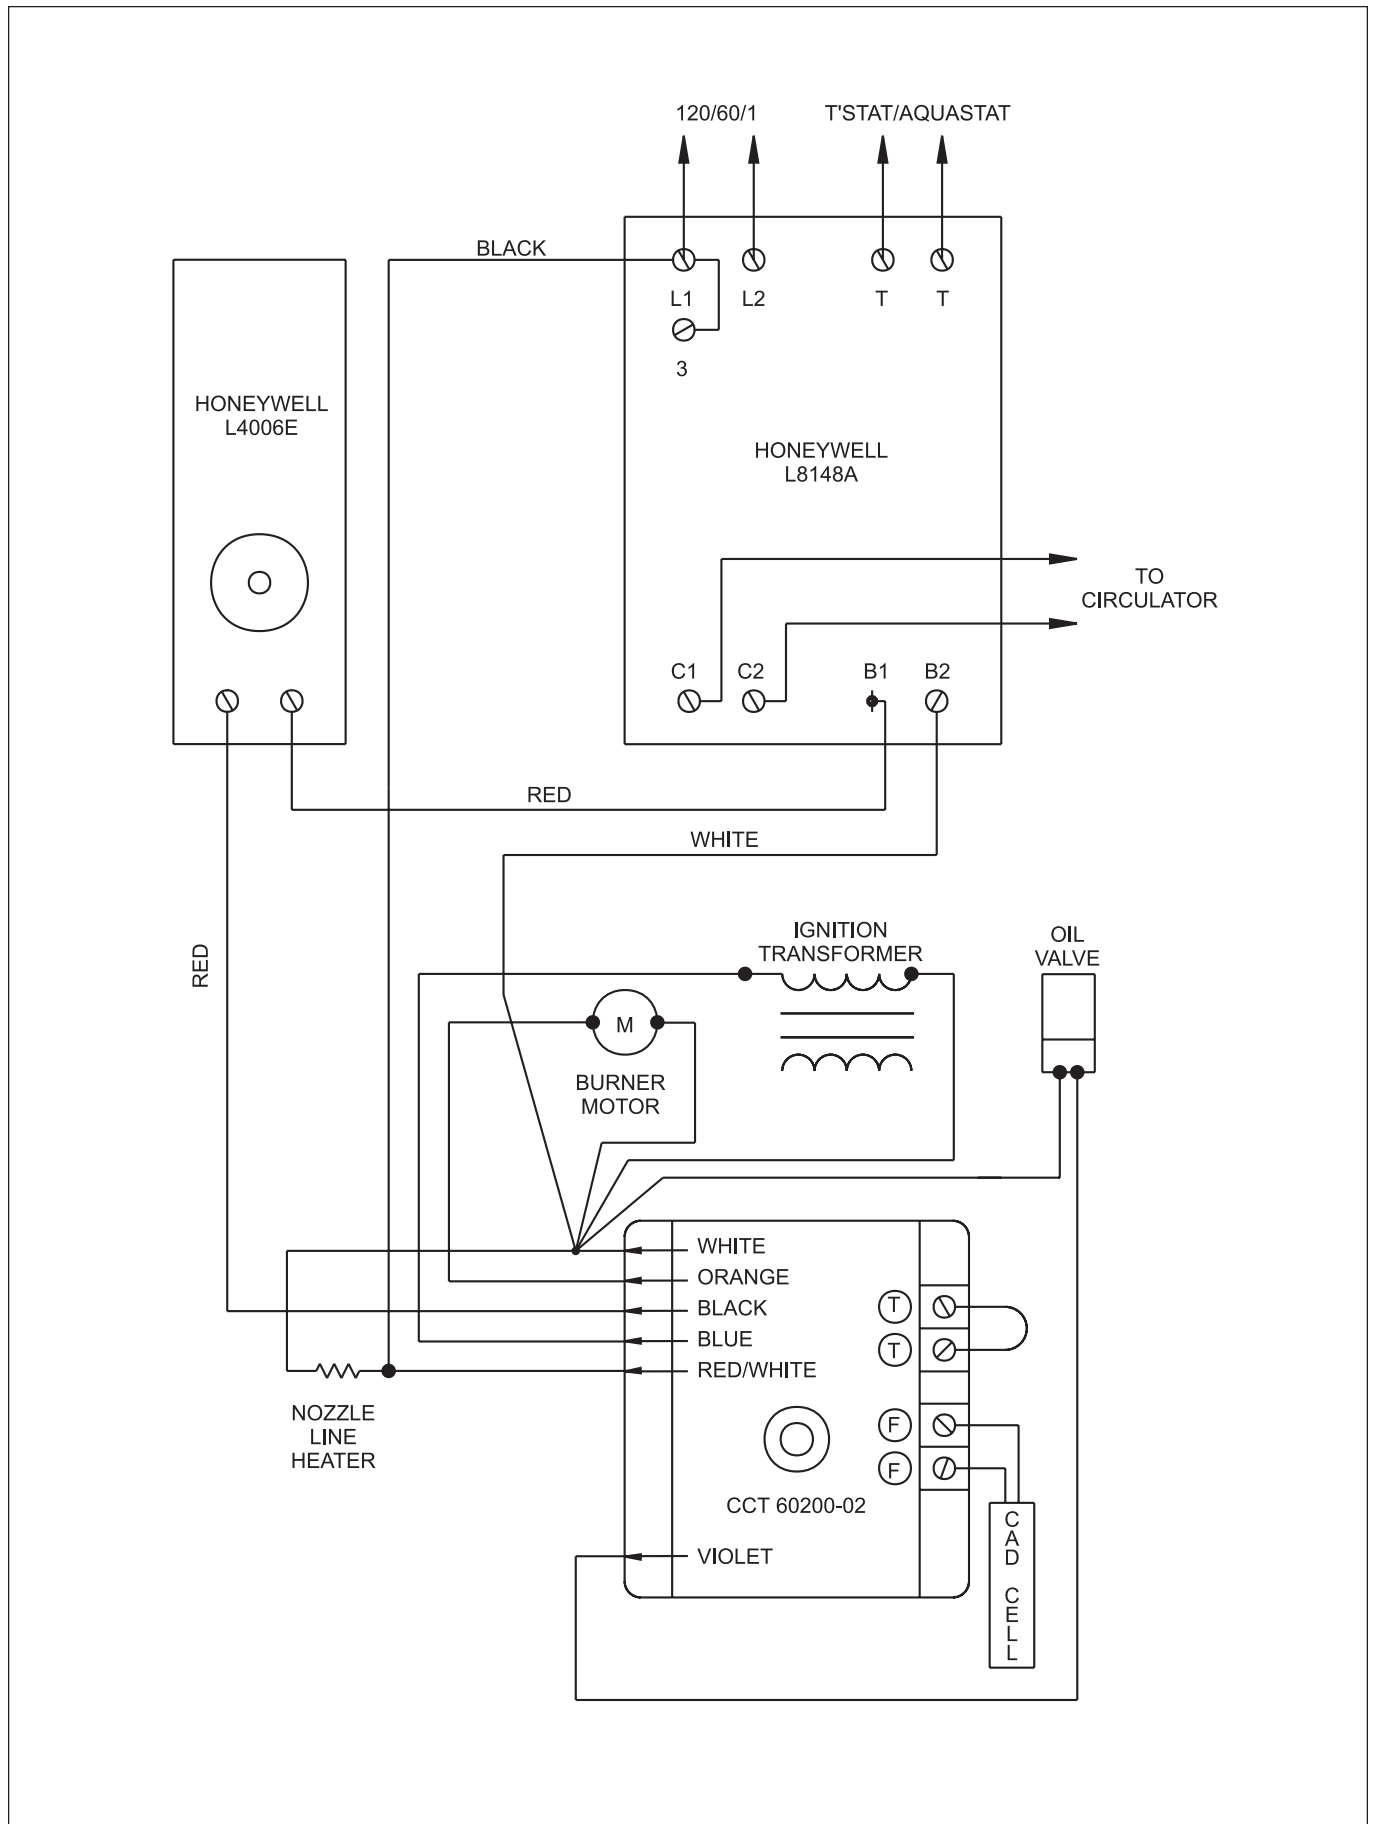 120/60/1
T'STAT/AQUASTAT
BLACK
L1
L2
T
T
3
HONEYWELL
L4006E
HONEYWELL
L8148A
TO
CIRCULATOR
C1
C2
B1
B2
RED
WHITE
RED
IGNITION
TRANSFORMER
OIL
VALVE
M
BURNER
MOTOR
WHITE
ORANGE
BLACK
BLUE
RED/WHITE
T
T
F
F
NOZZLE
LINE
HEATER
CCT 60200-02
VIOLET
CAD CELL